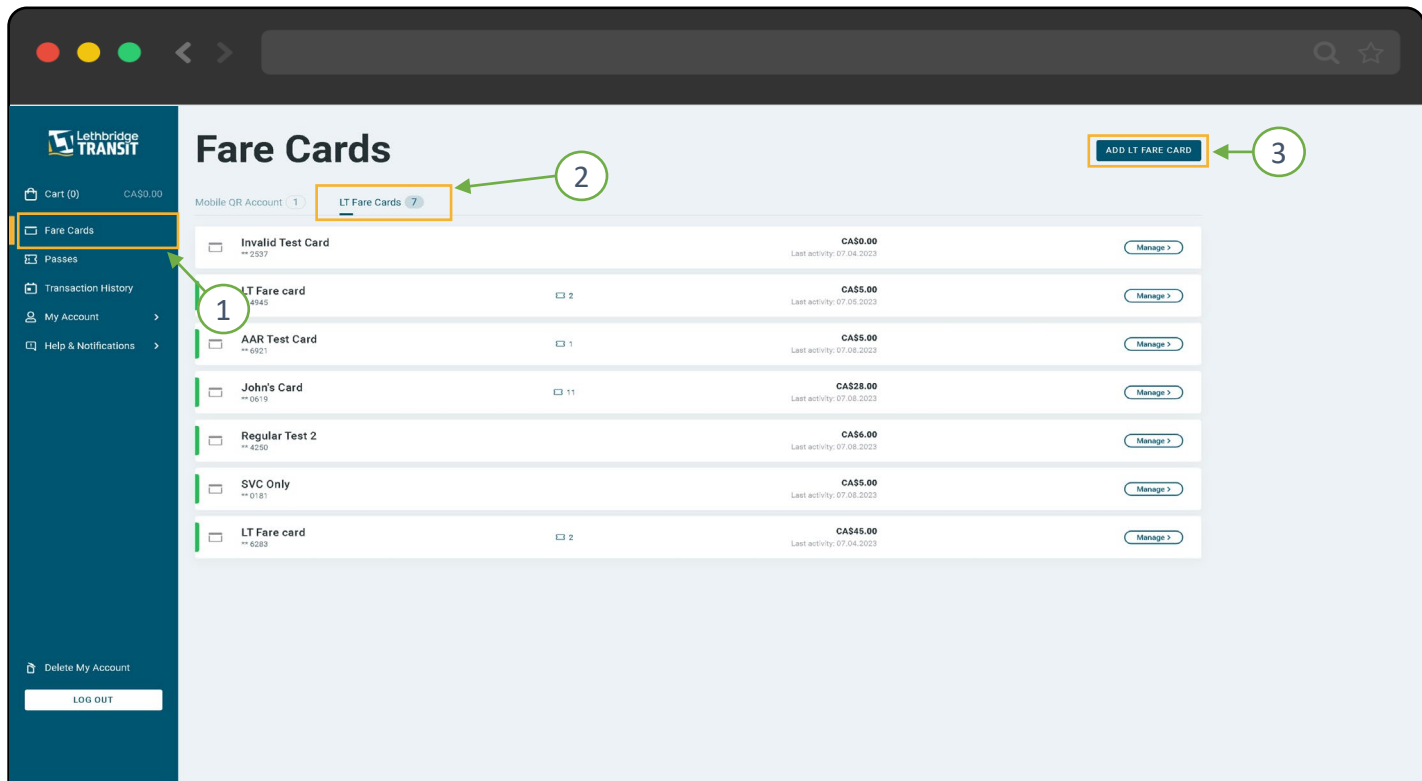 Lethbridge
TRANSIT
Cart (0) CA$0.00
Fare Cards
Passes
Transaction History
My Account
Help & Notifications
Delete My Account
LOG OUT
Fare Cards
ADD LT FARE CARD
Mobile QR Account 1 LT Fare Cards 7
1
2
3
Invalid Test Card CA$0.00
** 2537 Last activity: 07.04.2023 Manage >
LT Fare card 2 CA$5.00
4945 Last activity: 07.05.2023 Manage >
AAR Test Card 1 CA$5.00
** 6921 Last activity: 07.08.2023 Manage >
John's Card 11 CA$28.00
** 0619 Last activity: 07.08.2023 Manage >
Regular Test 2 CA$6.00
** 4250 Last activity: 07.08.2023 Manage >
SVC Only CA$5.00
** 0181 Last activity: 07.08.2023 Manage >
LT Fare card 2 CA$45.00
** 6283 Last activity: 07.04.2023 Manage >